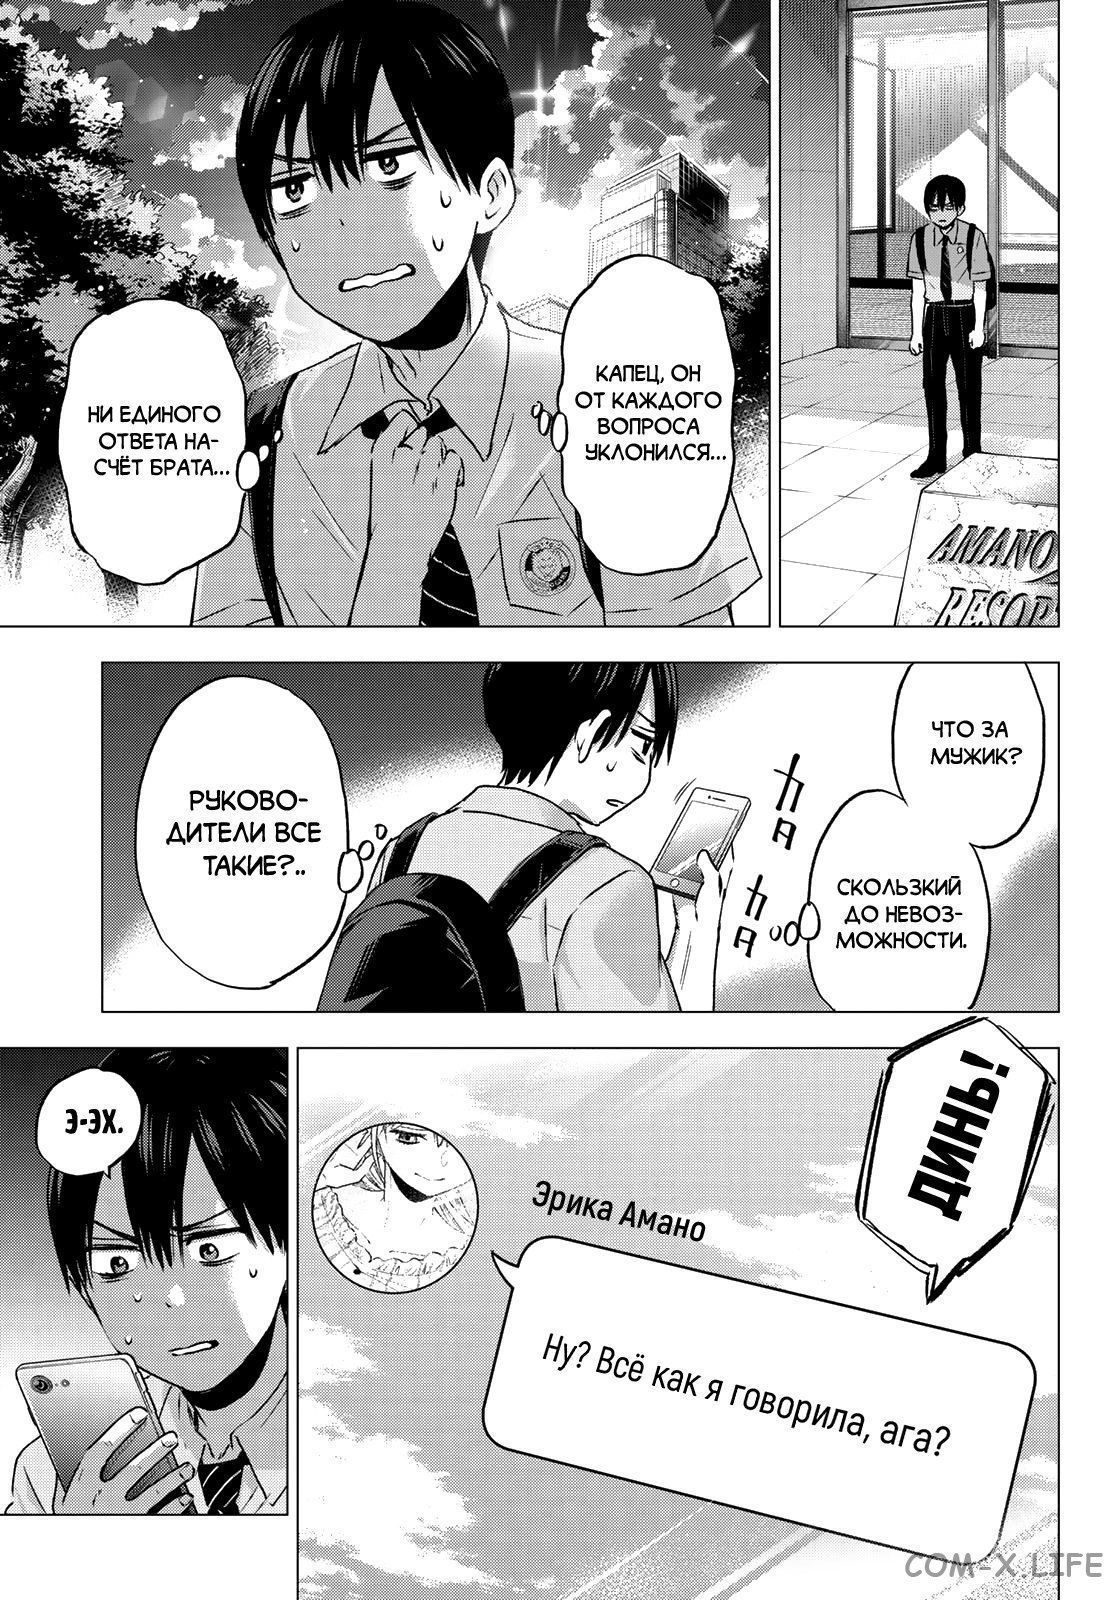 AMANO
RESOR
КАПЕЦ, ОН
ОТ КАЖДОГО
ВОПРОСА
УКЛОНИЛСЯ...
НИ ЕДИНОГО
ОТВЕТА НА-
СЧЁТ БРАТА...
ЧТО ЗА
МУЖИК?
СКОЛЬЗКИЙ
ДО НЕВОЗ-
МОЖНОСТИ.
РУКОВО-
ДИТЕЛИ ВСЕ
ТАКИЕ?..
ДИНЬ!
Эрика Амано
Ну? Всё как я говорила, ага?
Э-ЭХ.
COM-X.LIFE